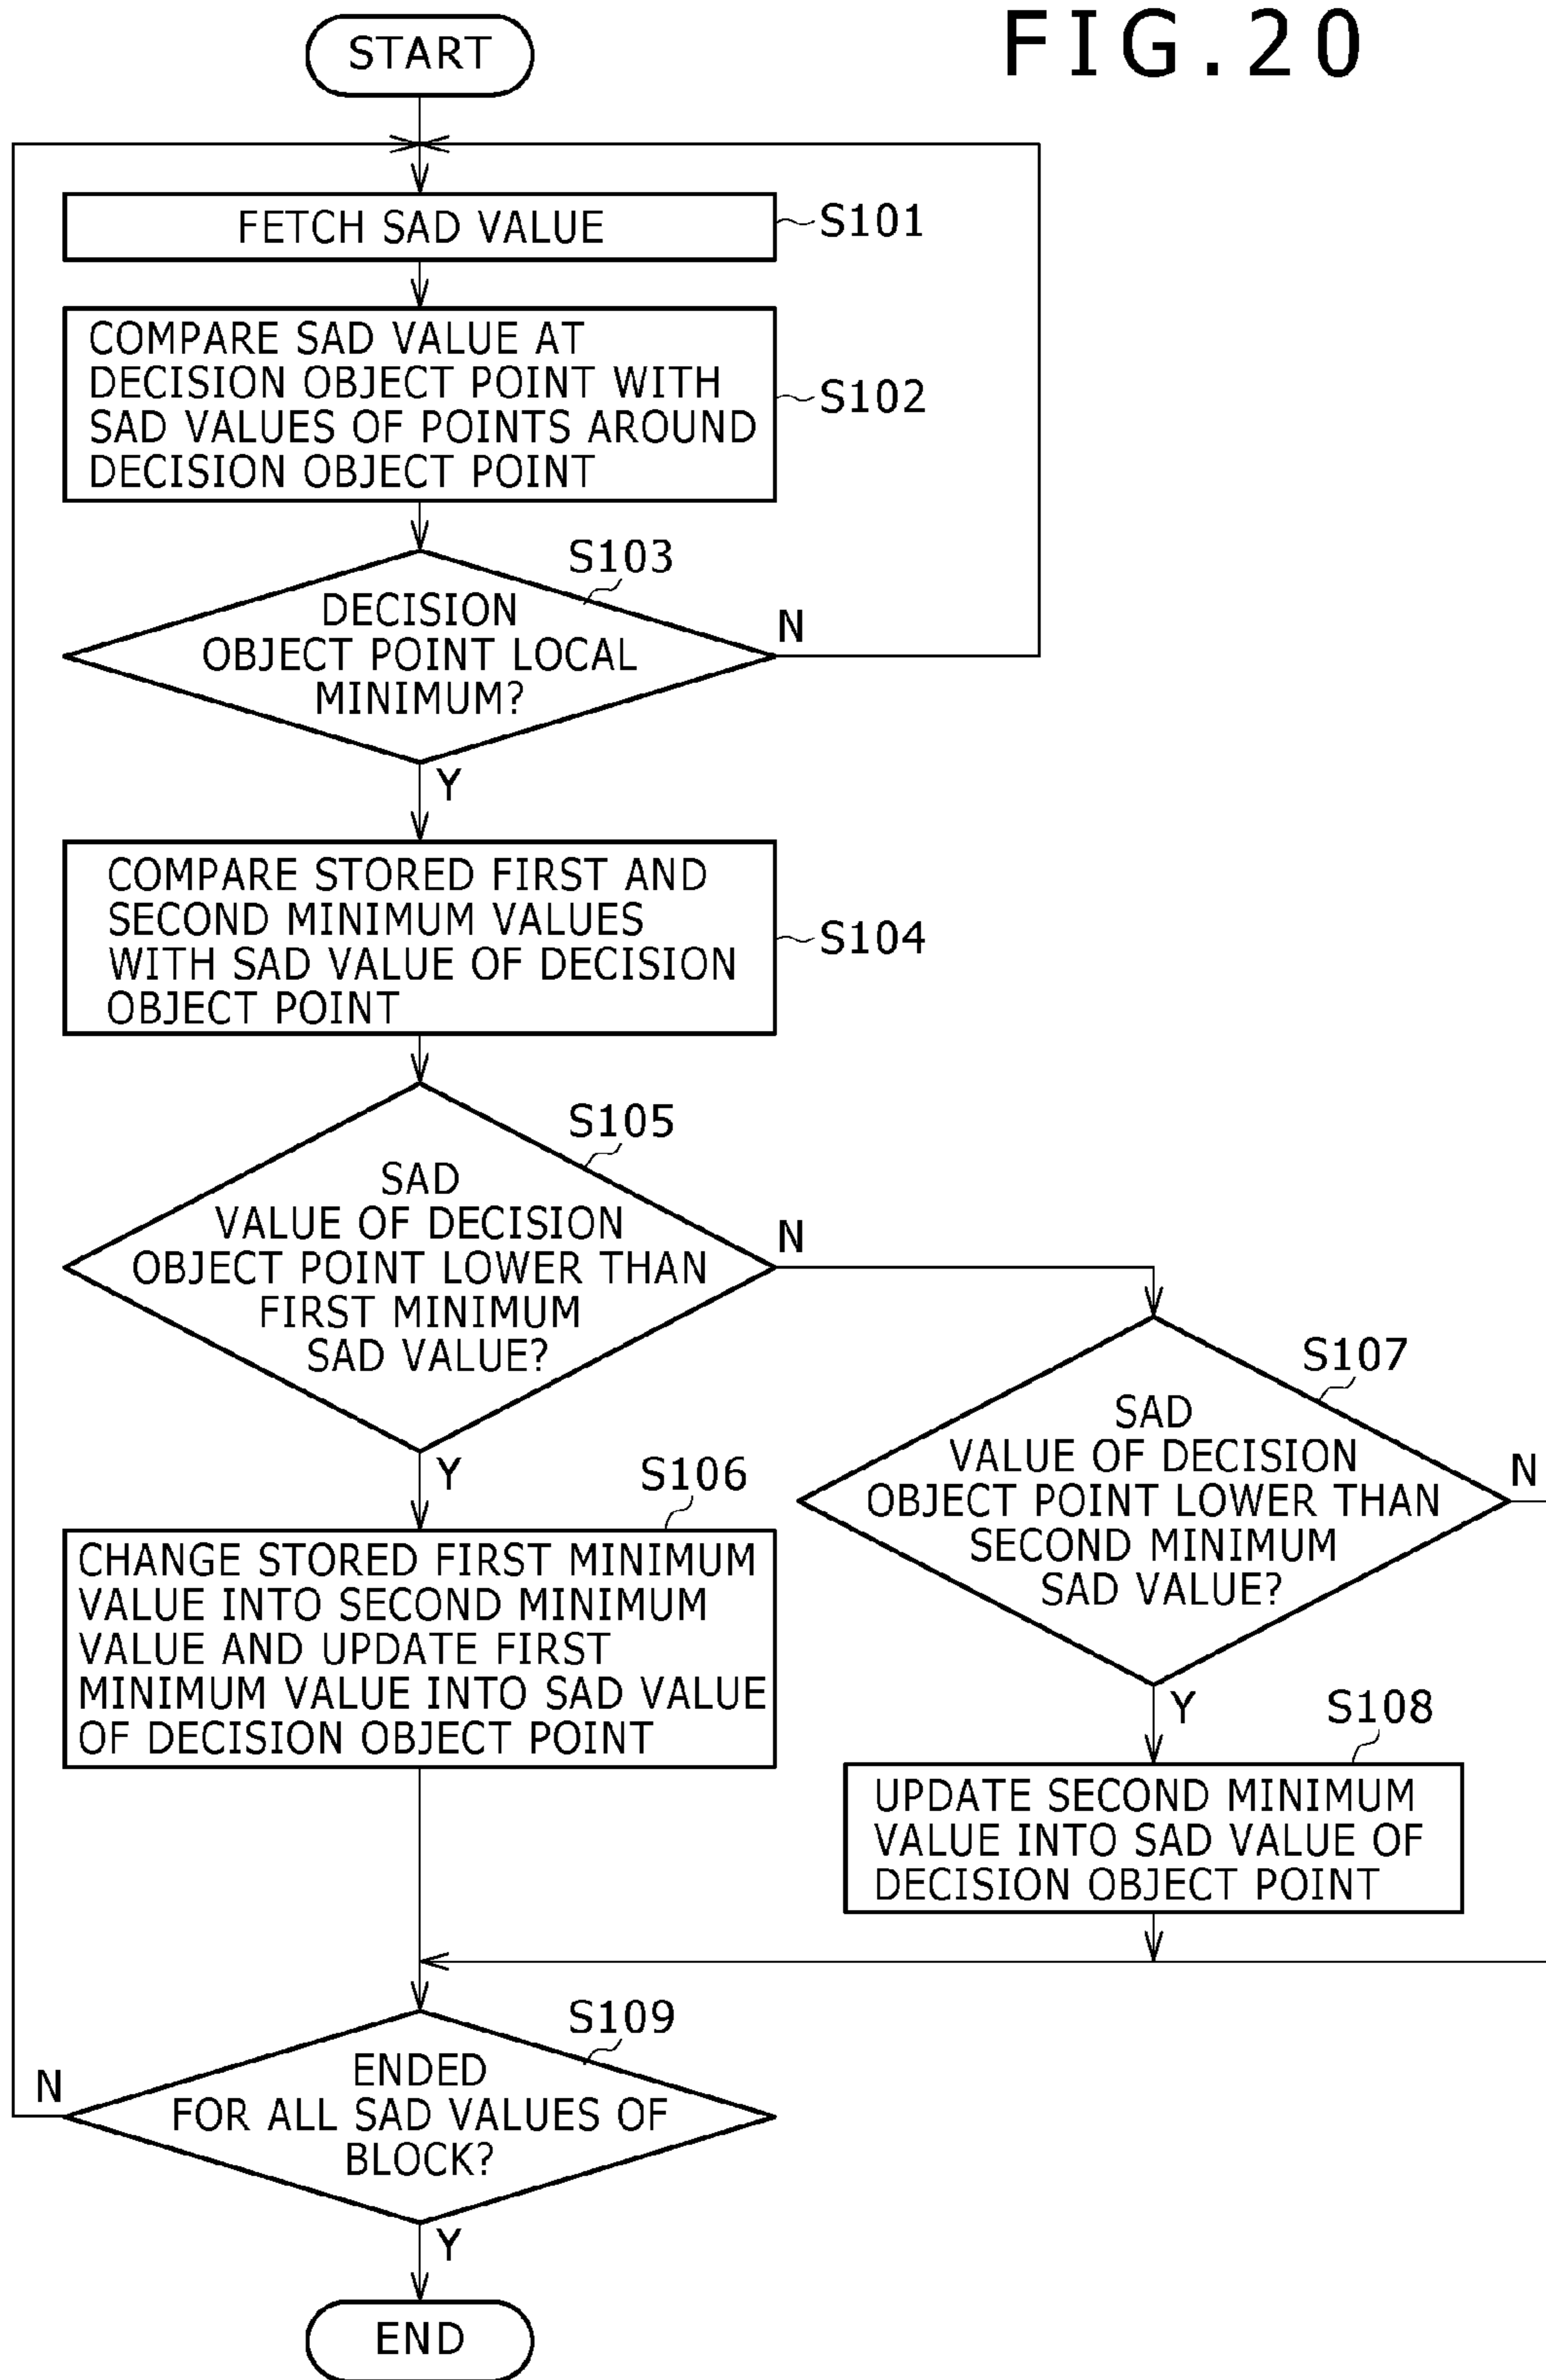 FIG.20
START
FETCH SAD VALUE
S101
COMPARE SAD VALUE AT
DECISION OBJECT POINT WITH
SAD VALUES OF POINTS AROUND
DECISION OBJECT POINT
S102
S103
DECISION
OBJECT POINT LOCAL
MINIMUM?
N
Y
COMPARE STORED FIRST AND
SECOND MINIMUM VALUES
WITH SAD VALUE OF DECISION
OBJECT POINT
S104
S105
SAD
VALUE OF DECISION
OBJECT POINT LOWER THAN
FIRST MINIMUM
SAD VALUE?
N
Y
S106
CHANGE STORED FIRST MINIMUM
VALUE INTO SECOND MINIMUM
VALUE AND UPDATE FIRST
MINIMUM VALUE INTO SAD VALUE
OF DECISION OBJECT POINT
S107
SAD
VALUE OF DECISION
OBJECT POINT LOWER THAN
SECOND MINIMUM
SAD VALUE?
N
Y
S108
UPDATE SECOND MINIMUM
VALUE INTO SAD VALUE OF
DECISION OBJECT POINT
S109
ENDED
FOR ALL SAD VALUES OF
BLOCK?
N
Y
END